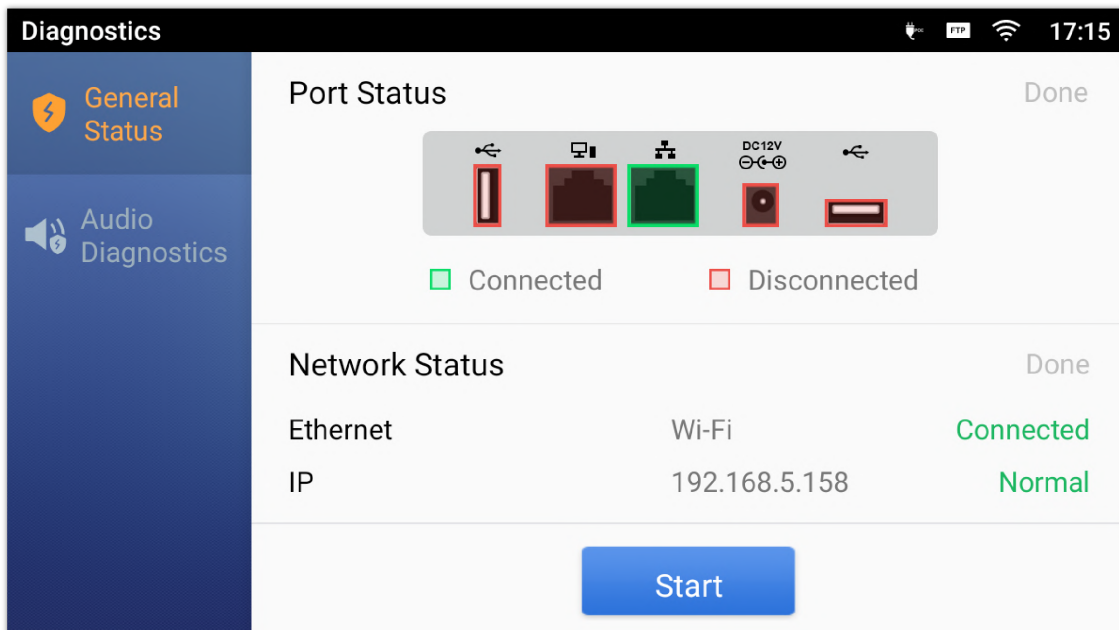 Diagnostics
POE
FTP
17:15
General
Status
Audio
Diagnostics
Port Status
Done
DC12V
Connected
Disconnected
Network Status
Done
Ethernet
Wi-Fi
Connected
IP
192.168.5.158
Normal
Start